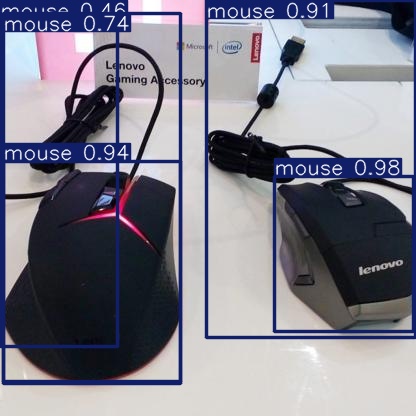 mouse 0.46
mouse 0.74
mouse 0.91
Microsoft
intel
Lenovo
Lenovo
Gaming Accessory
mouse 0.94
mouse 0.98
lenovo